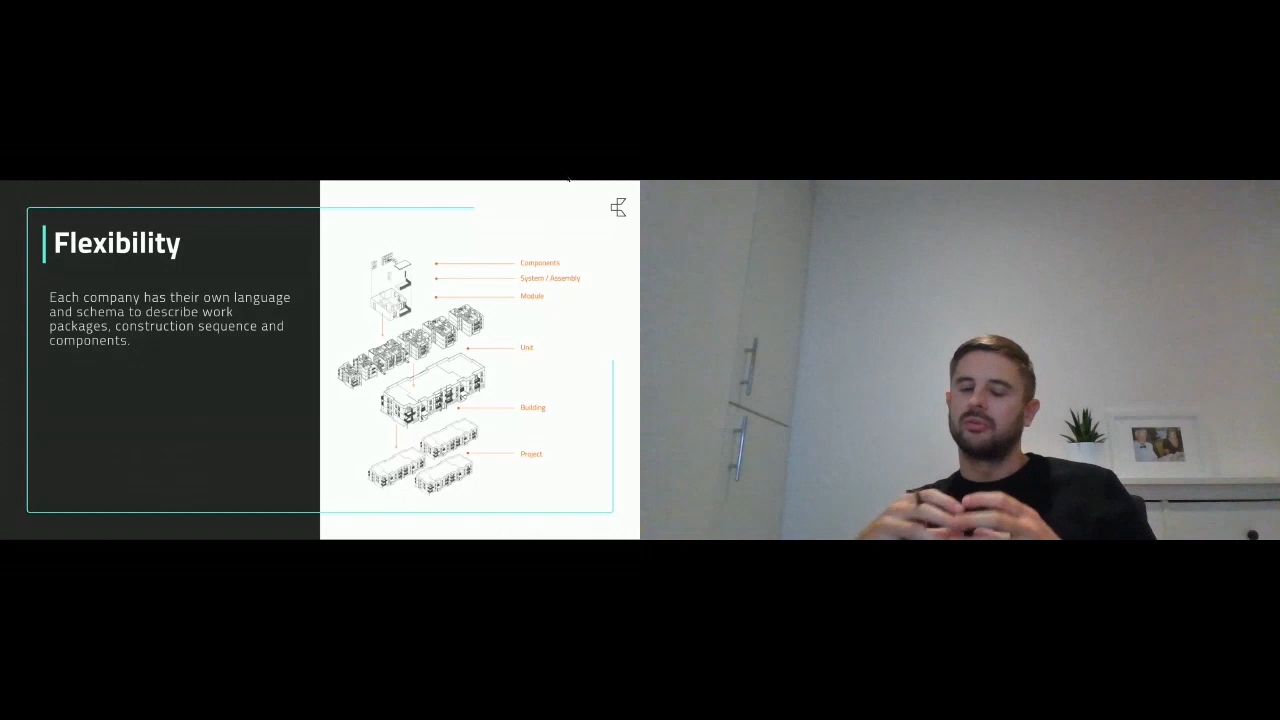 Flexibility
Each company has their own language
and schema to describe work
packages, construction sequence and
components.
Components
System / Assembly
Module
Unit
Building
Project